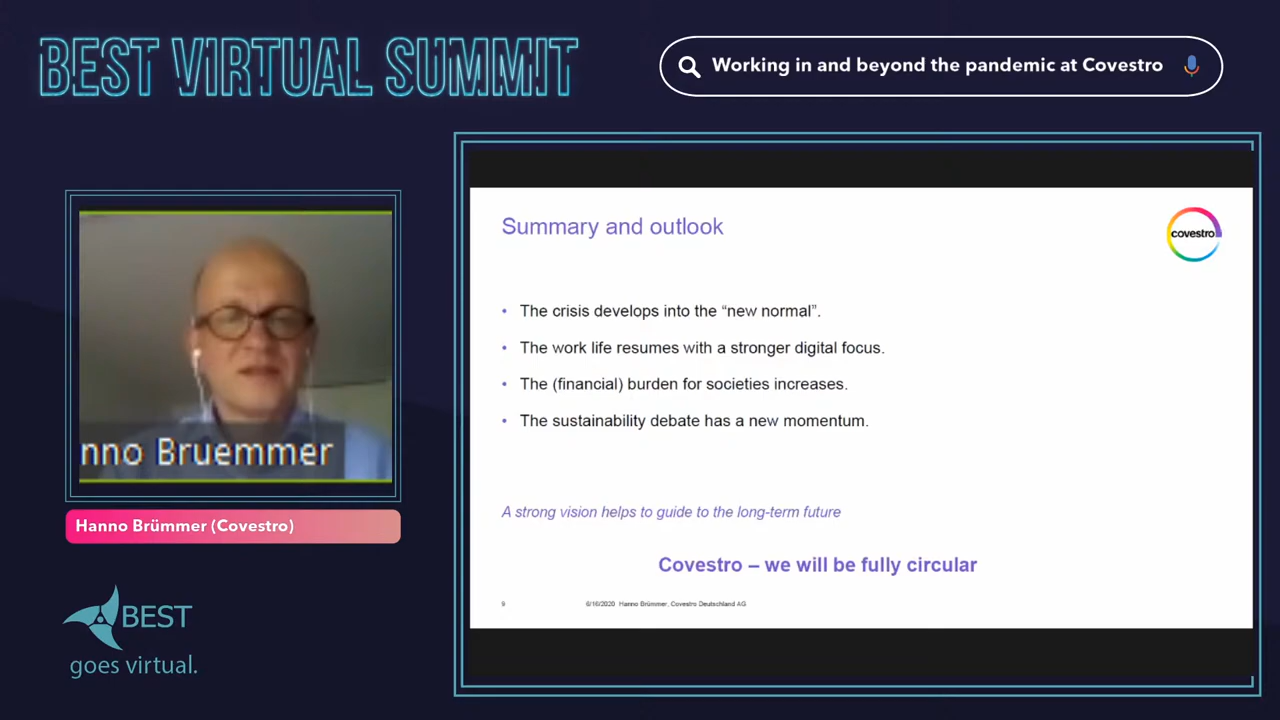 BEST VIRTUAL SUMMIT
Working in and beyond the pandemic at Covestro
nno Bruemmer
Hanno Brümmer (Covestro)
BEST
goes virtual.
Summary and outlook
covestro
• The crisis develops into the “new normal”.
• The work life resumes with a stronger digital focus.
• The (financial) burden for societies increases.
• The sustainability debate has a new momentum.
A strong vision helps to guide to the long-term future
Covestro – we will be fully circular
9 6/16/2020 Hanno Brümmer, Covestro Deutschland AG